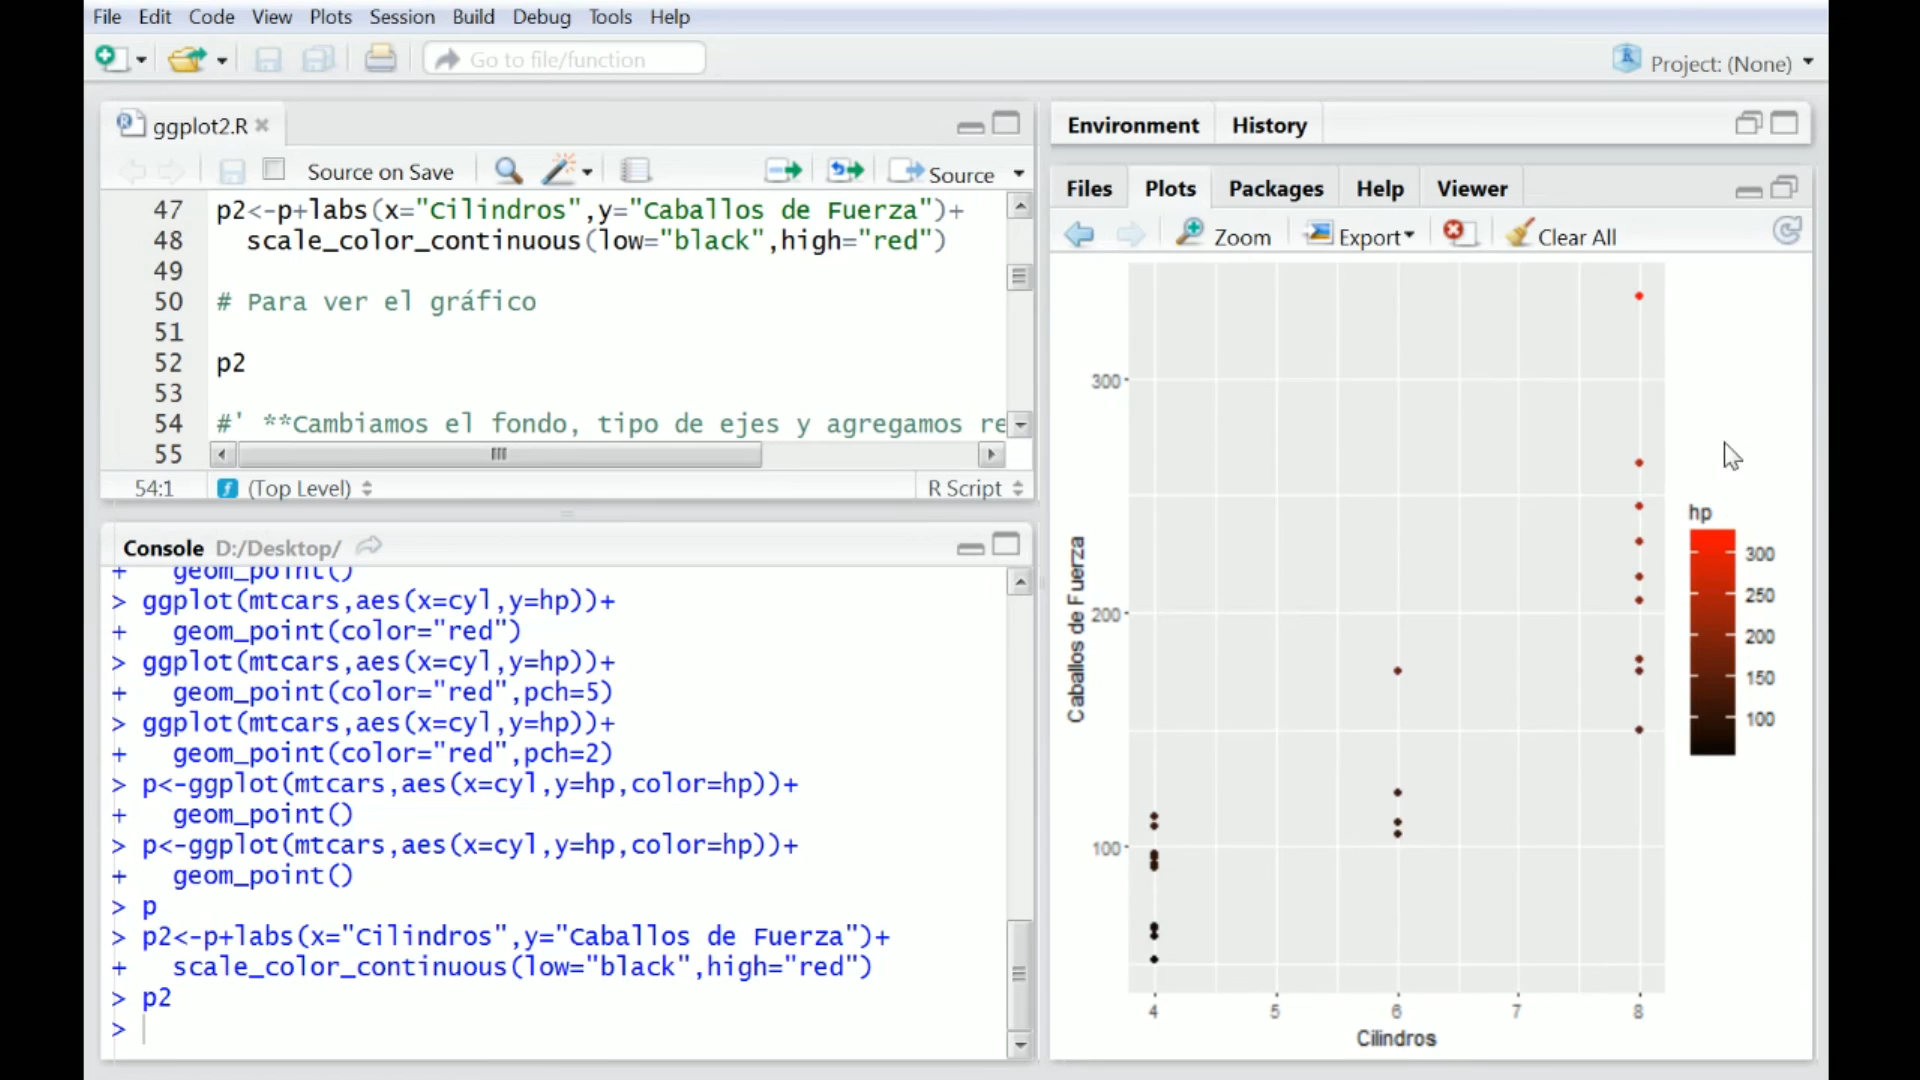 File Edit Code View Plots Session Build Debug Tools Help
Go to file/function
Project: (None)
ggplot2.R
Source on Save
Source
47 p2<-p+labs(x="Cilindros",y="Caballos de Fuerza")+
48 scale_color_continuous(low="black",high="red")
49
50 # Para ver el gráfico
51
52 p2
53
54 #' **Cambiamos el fondo, tipo de ejes y agregamos re
55
54:1 (Top Level) R Script
Console D:/Desktop/
+ geom_point()
> ggplot(mtcars,aes(x=cyl,y=hp))+
+ geom_point(color="red")
> ggplot(mtcars,aes(x=cyl,y=hp))+
+ geom_point(color="red",pch=5)
> ggplot(mtcars,aes(x=cyl,y=hp))+
+ geom_point(color="red",pch=2)
> p<-ggplot(mtcars,aes(x=cyl,y=hp,color=hp))+
+ geom_point()
> p<-ggplot(mtcars,aes(x=cyl,y=hp,color=hp))+
+ geom_point()
> p
> p2<-p+labs(x="Cilindros",y="Caballos de Fuerza")+
+ scale_color_continuous(low="black",high="red")
> p2
>
Environment History
Files Plots Packages Help Viewer
Zoom Export Clear All
300
200
100
Caballos de Fuerza
4 5 6 7 8
Cilindros
hp
300
250
200
150
100